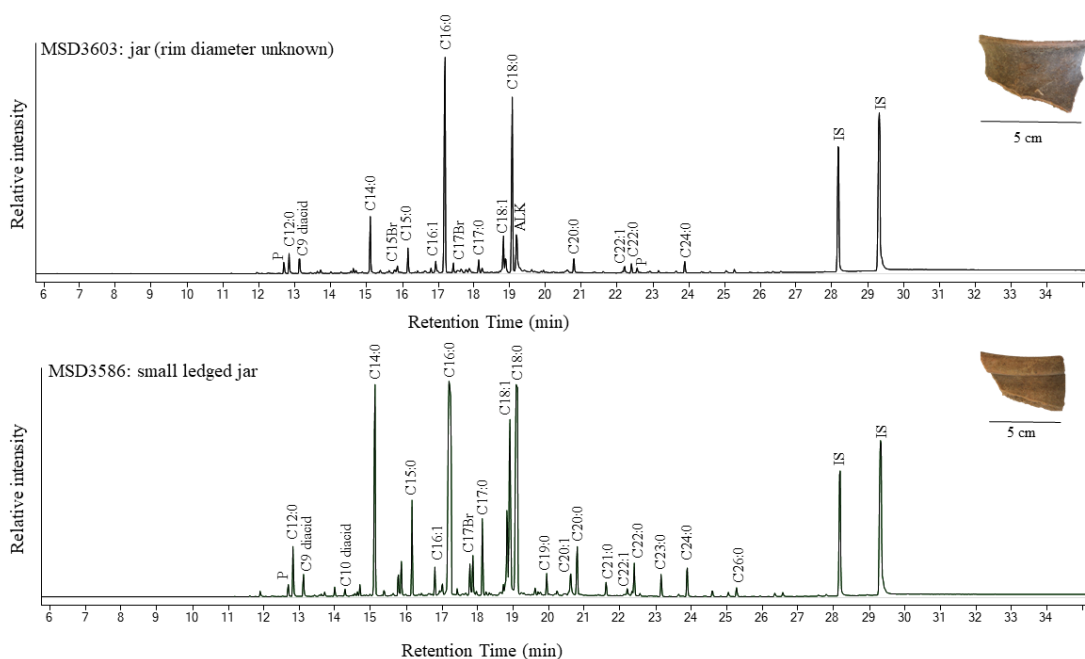 MSD3603: jar (rim diameter unknown)
Relative intensity
P
C12:0
C9 diacid
C14:0
C15Br
C15:0
C16:1
C16:0
C17Br
C17:0
C18:1
C18:0
ALK
C20:0
C22:1
C22:0
P
C24:0
IS
IS
5 cm
6 7 8 9 10 11 12 13 14 15 16 17 18 19 20 21 22 23 24 25 26 27 28 29 30 31 32 33 34
Retention Time (min)
MSD3586: small ledged jar
Relative intensity
P
C12:0
C9 diacid
C10 diacid
C14:0
C15:0
C16:1
C16:0
C17Br
C17:0
C18:1
C18:0
C19:0
C20:1
C20:0
C21:0
C22:1
C22:0
C23:0
C24:0
C26:0
IS
IS
5 cm
6 7 8 9 10 11 12 13 14 15 16 17 18 19 20 21 22 23 24 25 26 27 28 29 30 31 32 33 34
Retention Time (min)